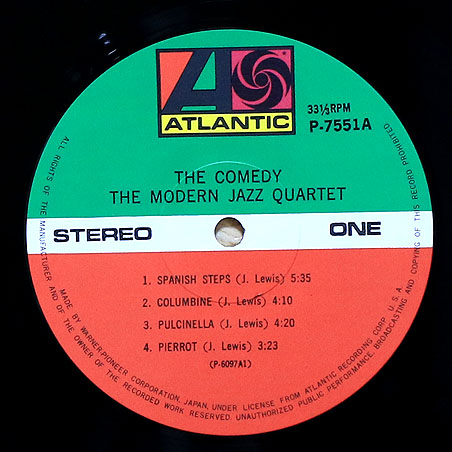 ATLANTIC
33⅓RPM
P-7551A
THE COMEDY
THE MODERN JAZZ QUARTET
STEREO
ONE
1. SPANISH STEPS (J. Lewis) 5:35
2. COLUMBINE (J. Lewis) 4:10
3. PULCINELLA (J. Lewis) 4:20
4. PIERROT (J. Lewis) 3:23
(P-6097A1)
ALL RIGHTS OF THE MANUFACTURER AND OF THE OWNER OF THE RECORDED WORK RESERVED. UNAUTHORIZED PUBLIC PERFORMANCE, BROADCASTING AND COPYING OF THIS RECORD PROHIBITED
MADE BY WARNER-PIONEER CORPORATION, JAPAN, UNDER LICENSE FROM ATLANTIC RECORDING CORP. U.S.A.